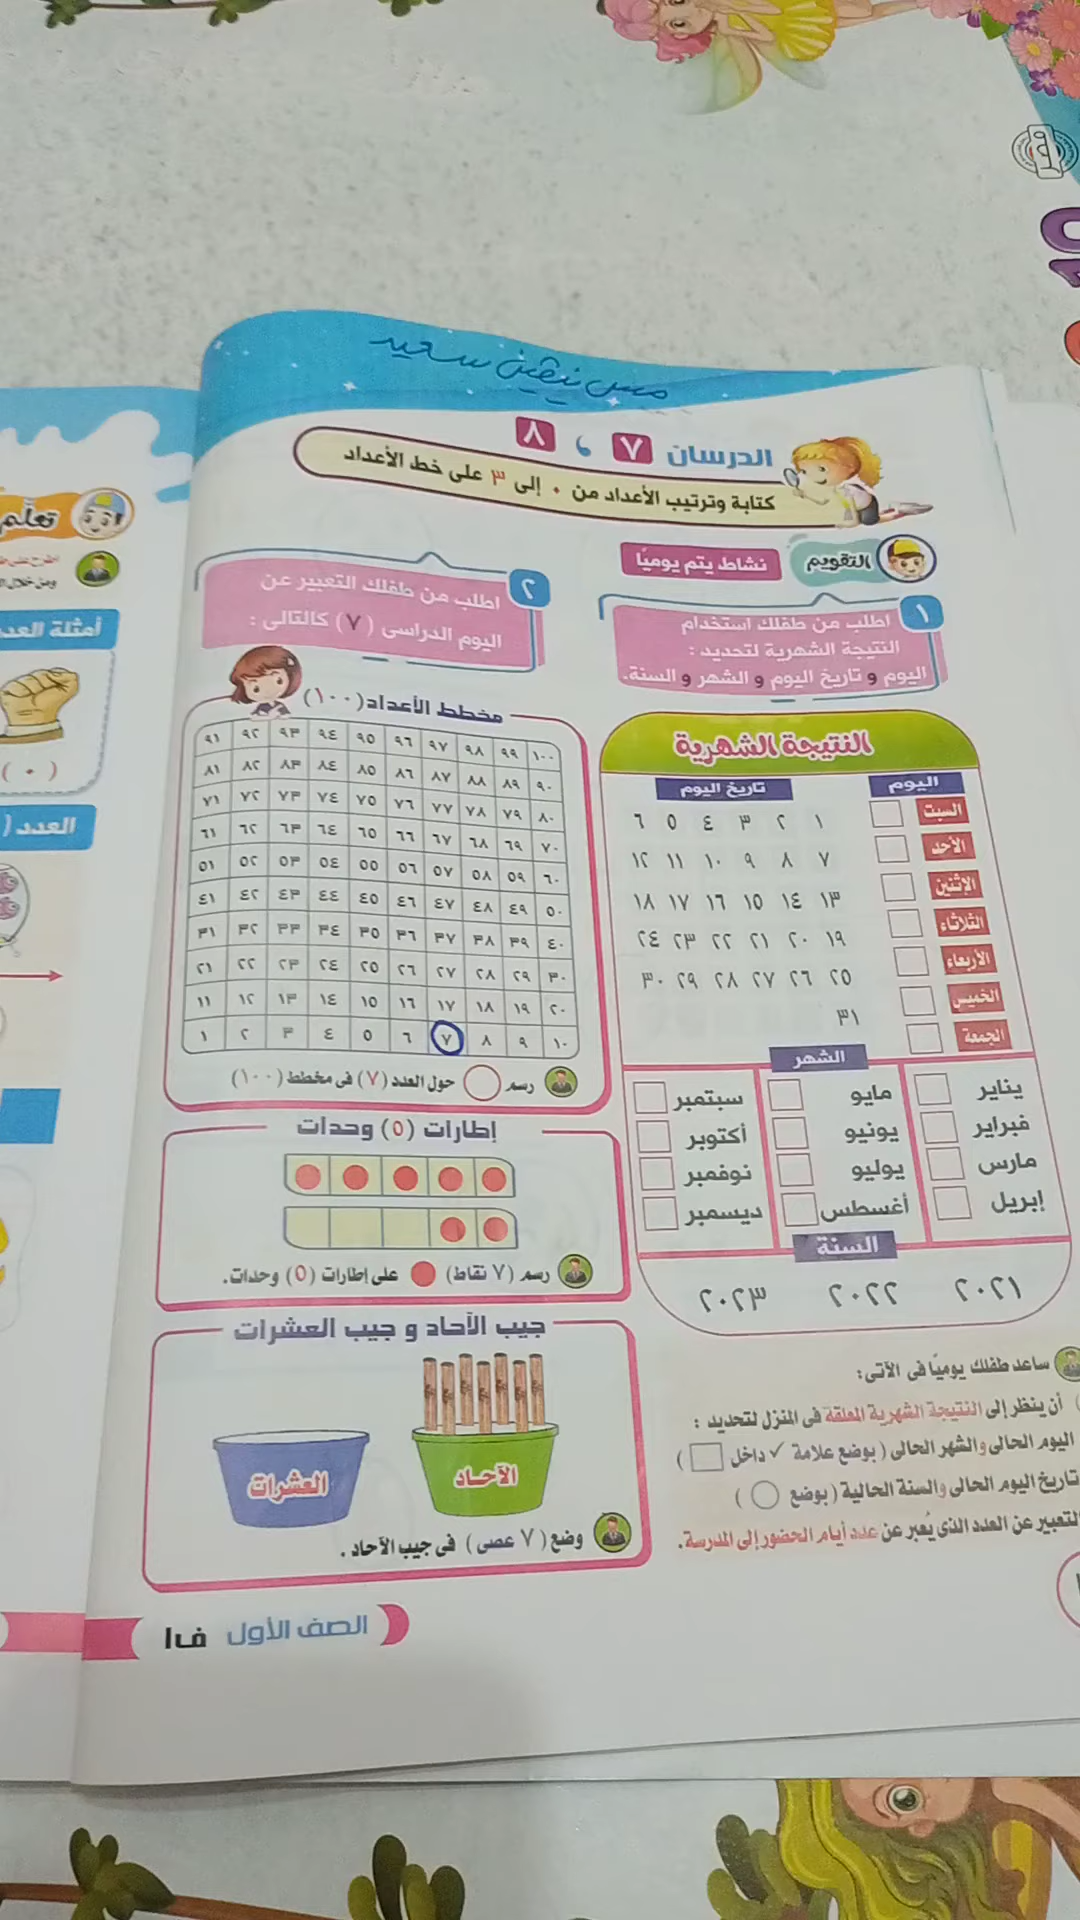 مس نيفين سعيد
الدرسان ٧ ، ٨
كتابة وترتيب الأعداد من ٠ إلى ٣ على خط الأعداد
التقويم
نشاط يتم يوميًا
١
اطلب من طفلك استخدام
النتيجة الشهرية لتحديد :
اليوم و تاريخ اليوم و الشهر و السنة.
النتيجة الشهرية
اليوم
تاريخ اليوم
السبت
الأحد
الإثنين
الثلاثاء
الأربعاء
الخميس
الجمعة
١ ٢ ٣ ٤ ٥ ٦
٧ ٨ ٩ ١٠ ١١ ١٢
١٣ ١٤ ١٥ ١٦ ١٧ ١٨
١٩ ٢٠ ٢١ ٢٢ ٢٣ ٢٤
٢٥ ٢٦ ٢٧ ٢٨ ٢٩ ٣٠
٣١
الشهر
يناير مايو سبتمبر
فبراير يونيو أكتوبر
مارس يوليو نوفمبر
إبريل أغسطس ديسمبر
السنة
٢٠٢١ ٢٠٢٢ ٢٠٢٣
ساعد طفلك يوميًا فى الآتى :
أن ينظر إلى النتيجة الشهرية المعلقة فى المنزل لتحديد :
اليوم الحالى والشهر الحالى ( بوضع علامة ✓ داخل )
تاريخ اليوم الحالى والسنة الحالية ( بوضع )
لتعبير عن العدد الذى يُعبر عن عدد أيام الحضور إلى المدرسة.
٢
اطلب من طفلك التعبير عن
اليوم الدراسى (٧) كالتالى :
مخطط الأعداد (١٠٠)
٩١ ٩٢ ٩٣ ٩٤ ٩٥ ٩٦ ٩٧ ٩٨ ٩٩ ١٠٠
٨١ ٨٢ ٨٣ ٨٤ ٨٥ ٨٦ ٨٧ ٨٨ ٨٩ ٩٠
٧١ ٧٢ ٧٣ ٧٤ ٧٥ ٧٦ ٧٧ ٧٨ ٧٩ ٨٠
٦١ ٦٢ ٦٣ ٦٤ ٦٥ ٦٦ ٦٧ ٦٨ ٦٩ ٧٠
٥١ ٥٢ ٥٣ ٥٤ ٥٥ ٥٦ ٥٧ ٥٨ ٥٩ ٦٠
٤١ ٤٢ ٤٣ ٤٤ ٤٥ ٤٦ ٤٧ ٤٨ ٤٩ ٥٠
٣١ ٣٢ ٣٣ ٣٤ ٣٥ ٣٦ ٣٧ ٣٨ ٣٩ ٤٠
٢١ ٢٢ ٢٣ ٢٤ ٢٥ ٢٦ ٢٧ ٢٨ ٢٩ ٣٠
١١ ١٢ ١٣ ١٤ ١٥ ١٦ ١٧ ١٨ ١٩ ٢٠
١ ٢ ٣ ٤ ٥ ٦ ٧ ٨ ٩ ١٠
رسم حول العدد (٧) فى مخطط (١٠٠)
إطارات (٥) وحدات
رسم (٧ نقاط) على إطارات (٥) وحدات.
جيب الآحاد و جيب العشرات
الآحاد
العشرات
وضع ( ٧ عصى ) فى جيب الآحاد .
الصف الأول ف١
تعلم
أمثلة العد
( ٠ )
العدد (
مصر